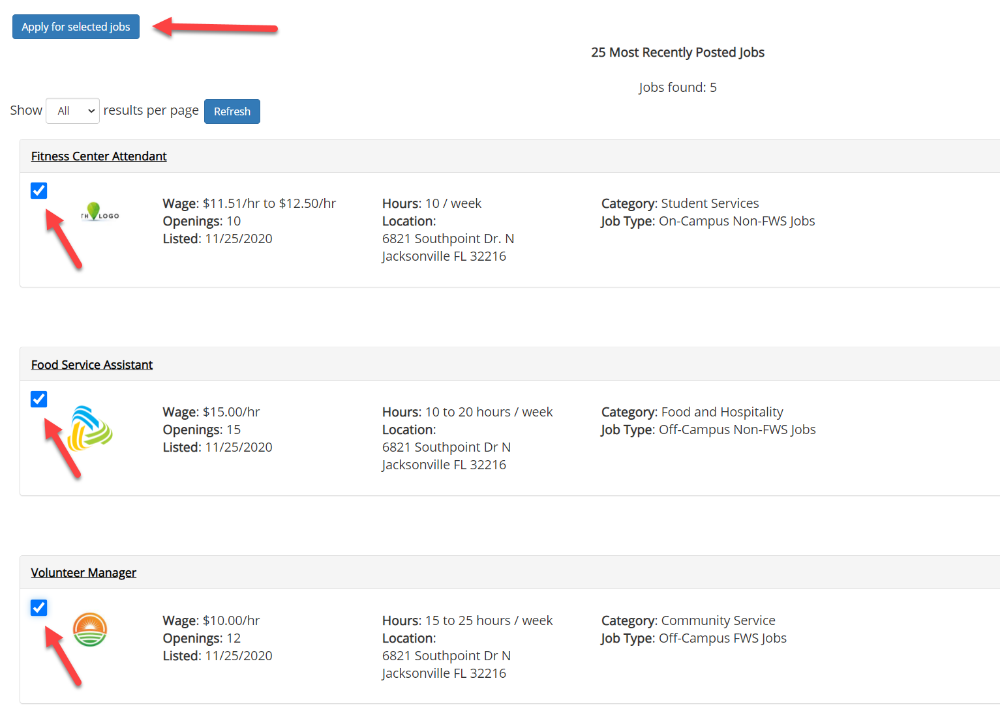 Apply for selected jobs
25 Most Recently Posted Jobs
Jobs found: 5
Show All results per page Refresh
Fitness Center Attendant
TH LOGO
Wage: $11.51/hr to $12.50/hr
Openings: 10
Listed: 11/25/2020
Hours: 10 / week
Location:
6821 Southpoint Dr. N
Jacksonville FL 32216
Category: Student Services
Job Type: On-Campus Non-FWS Jobs
Food Service Assistant
Wage: $15.00/hr
Openings: 15
Listed: 11/25/2020
Hours: 10 to 20 hours / week
Location:
6821 Southpoint Dr N
Jacksonville FL 32216
Category: Food and Hospitality
Job Type: Off-Campus Non-FWS Jobs
Volunteer Manager
Wage: $10.00/hr
Openings: 12
Listed: 11/25/2020
Hours: 15 to 25 hours / week
Location:
6821 Southpoint Dr N
Jacksonville FL 32216
Category: Community Service
Job Type: Off-Campus FWS Jobs